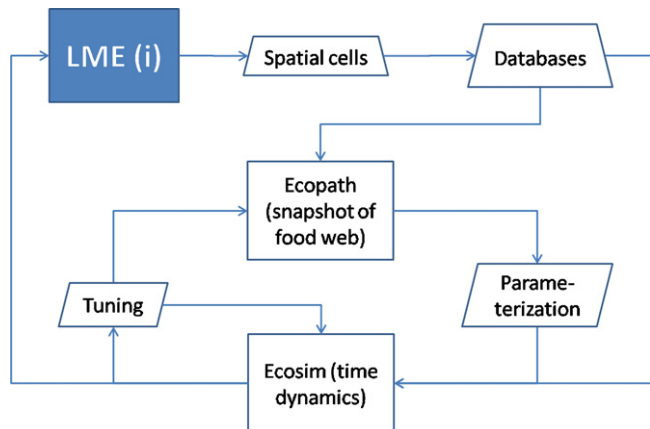 LME (i)
Spatial cells
Databases
Ecopath
(snapshot of
food web)
Parame-
terization
Tuning
Ecosim (time
dynamics)